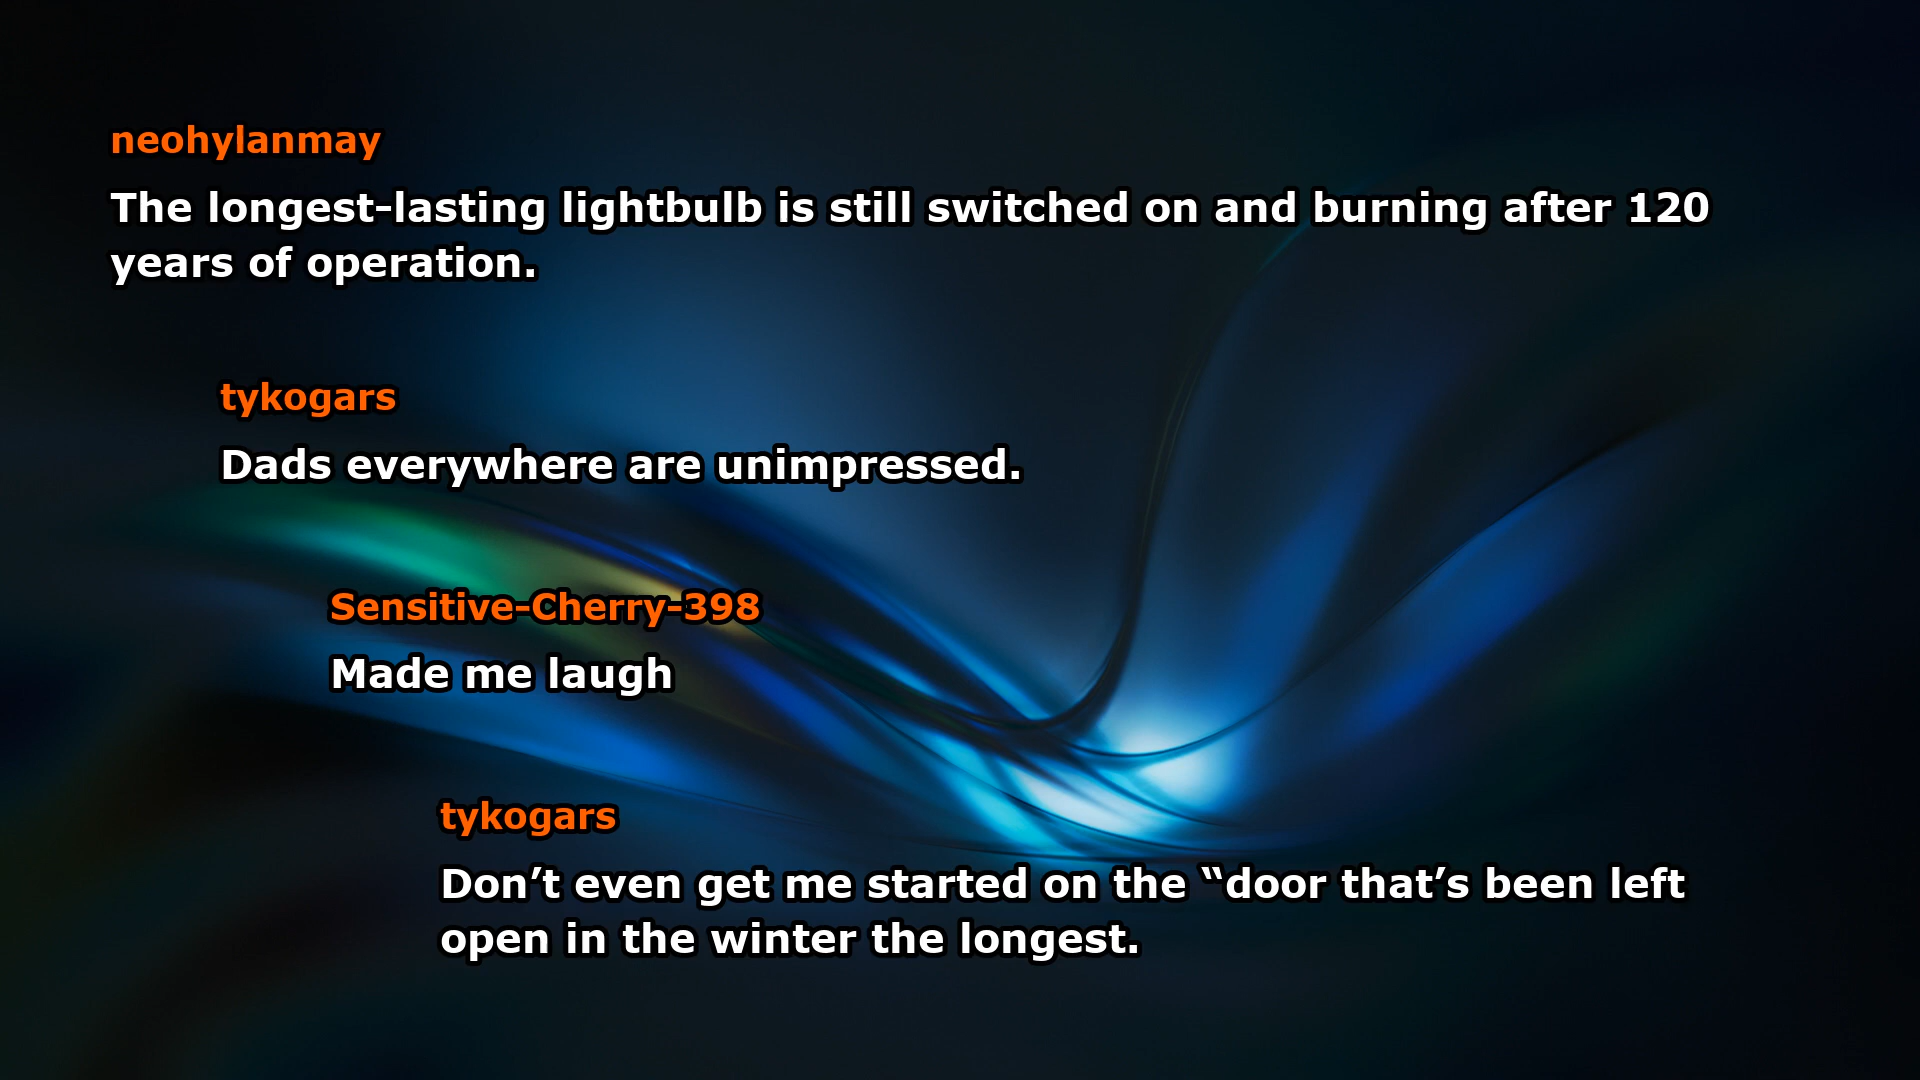 neohylanmay
The longest-lasting lightbulb is still switched on and burning after 120
years of operation.
tykogars
Dads everywhere are unimpressed.
Sensitive-Cherry-398
Made me laugh
tykogars
Don’t even get me started on the “door that’s been left
open in the winter the longest.